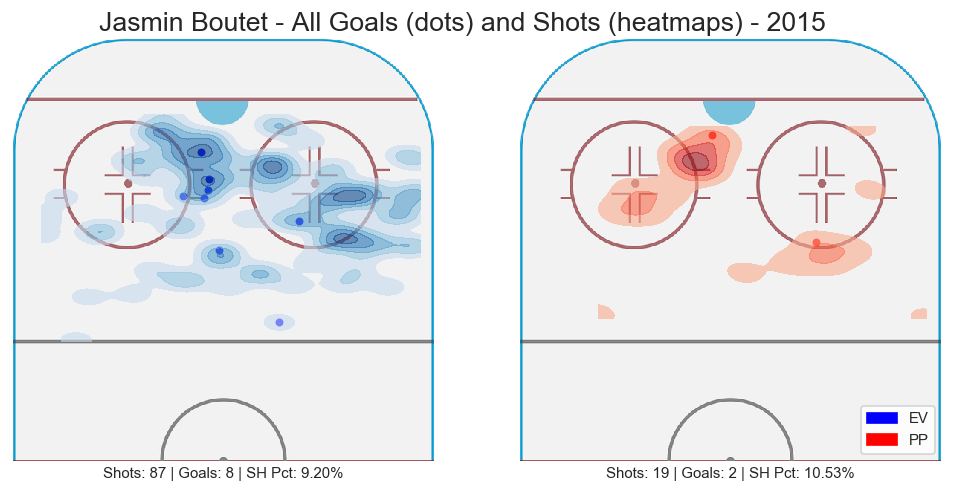 Jasmin Boutet - All Goals (dots) and Shots (heatmaps) - 2015
EV
PP
Shots: 87 | Goals: 8 | SH Pct: 9.20%
Shots: 19 | Goals: 2 | SH Pct: 10.53%